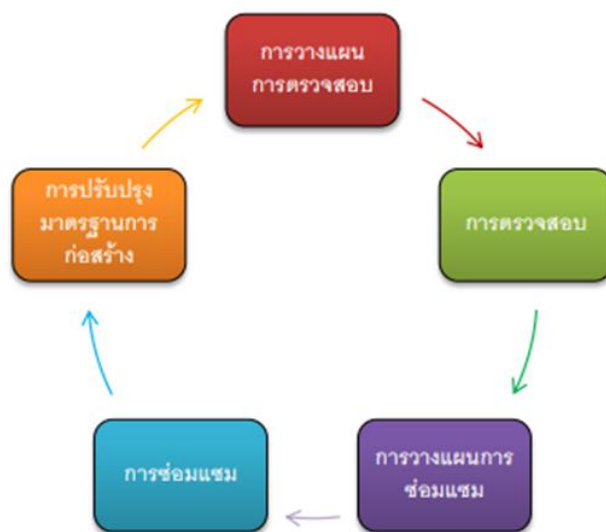 การวางแผน
การตรวจสอบ
การตรวจสอบ
การวางแผนการ
ซ่อมแซม
การซ่อมแซม
การปรับปรุง
มาตรฐานการ
ก่อสร้าง